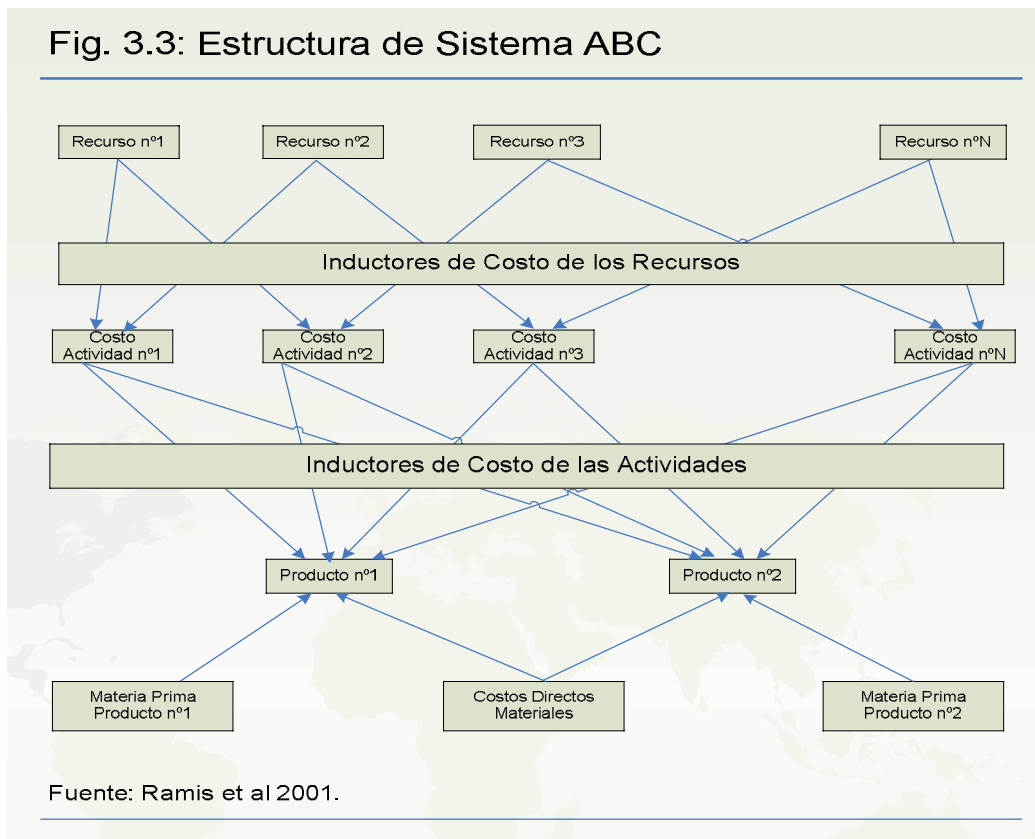 Fig. 3.3: Estructura de Sistema ABC
Recurso nº1
Recurso nº2
Recurso nº3
Recurso nºN
Inductores de Costo de los Recursos
Costo
Actividad nº1
Costo
Actividad nº2
Costo
Actividad nº3
Costo
Actividad nºN
Inductores de Costo de las Actividades
Producto nº1
Producto nº2
Materia Prima
Producto nº1
Costos Directos
Materiales
Materia Prima
Producto nº2
Fuente: Ramis et al 2001.